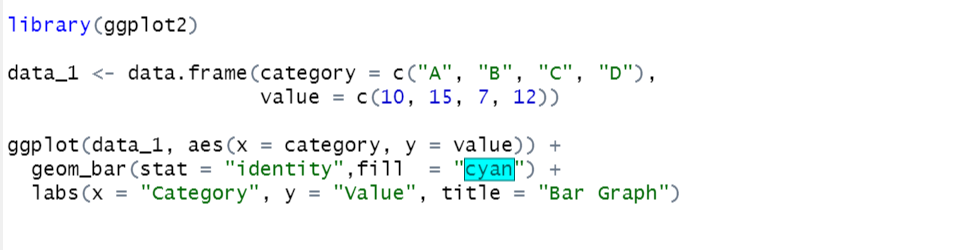 library(ggplot2)
data_1 <- data.frame(category = c("A", "B", "C", "D"),
                     value = c(10, 15, 7, 12))
ggplot(data_1, aes(x = category, y = value)) +
  geom_bar(stat = "identity",fill  = "cyan") +
  labs(x = "Category", y = "Value", title = "Bar Graph")